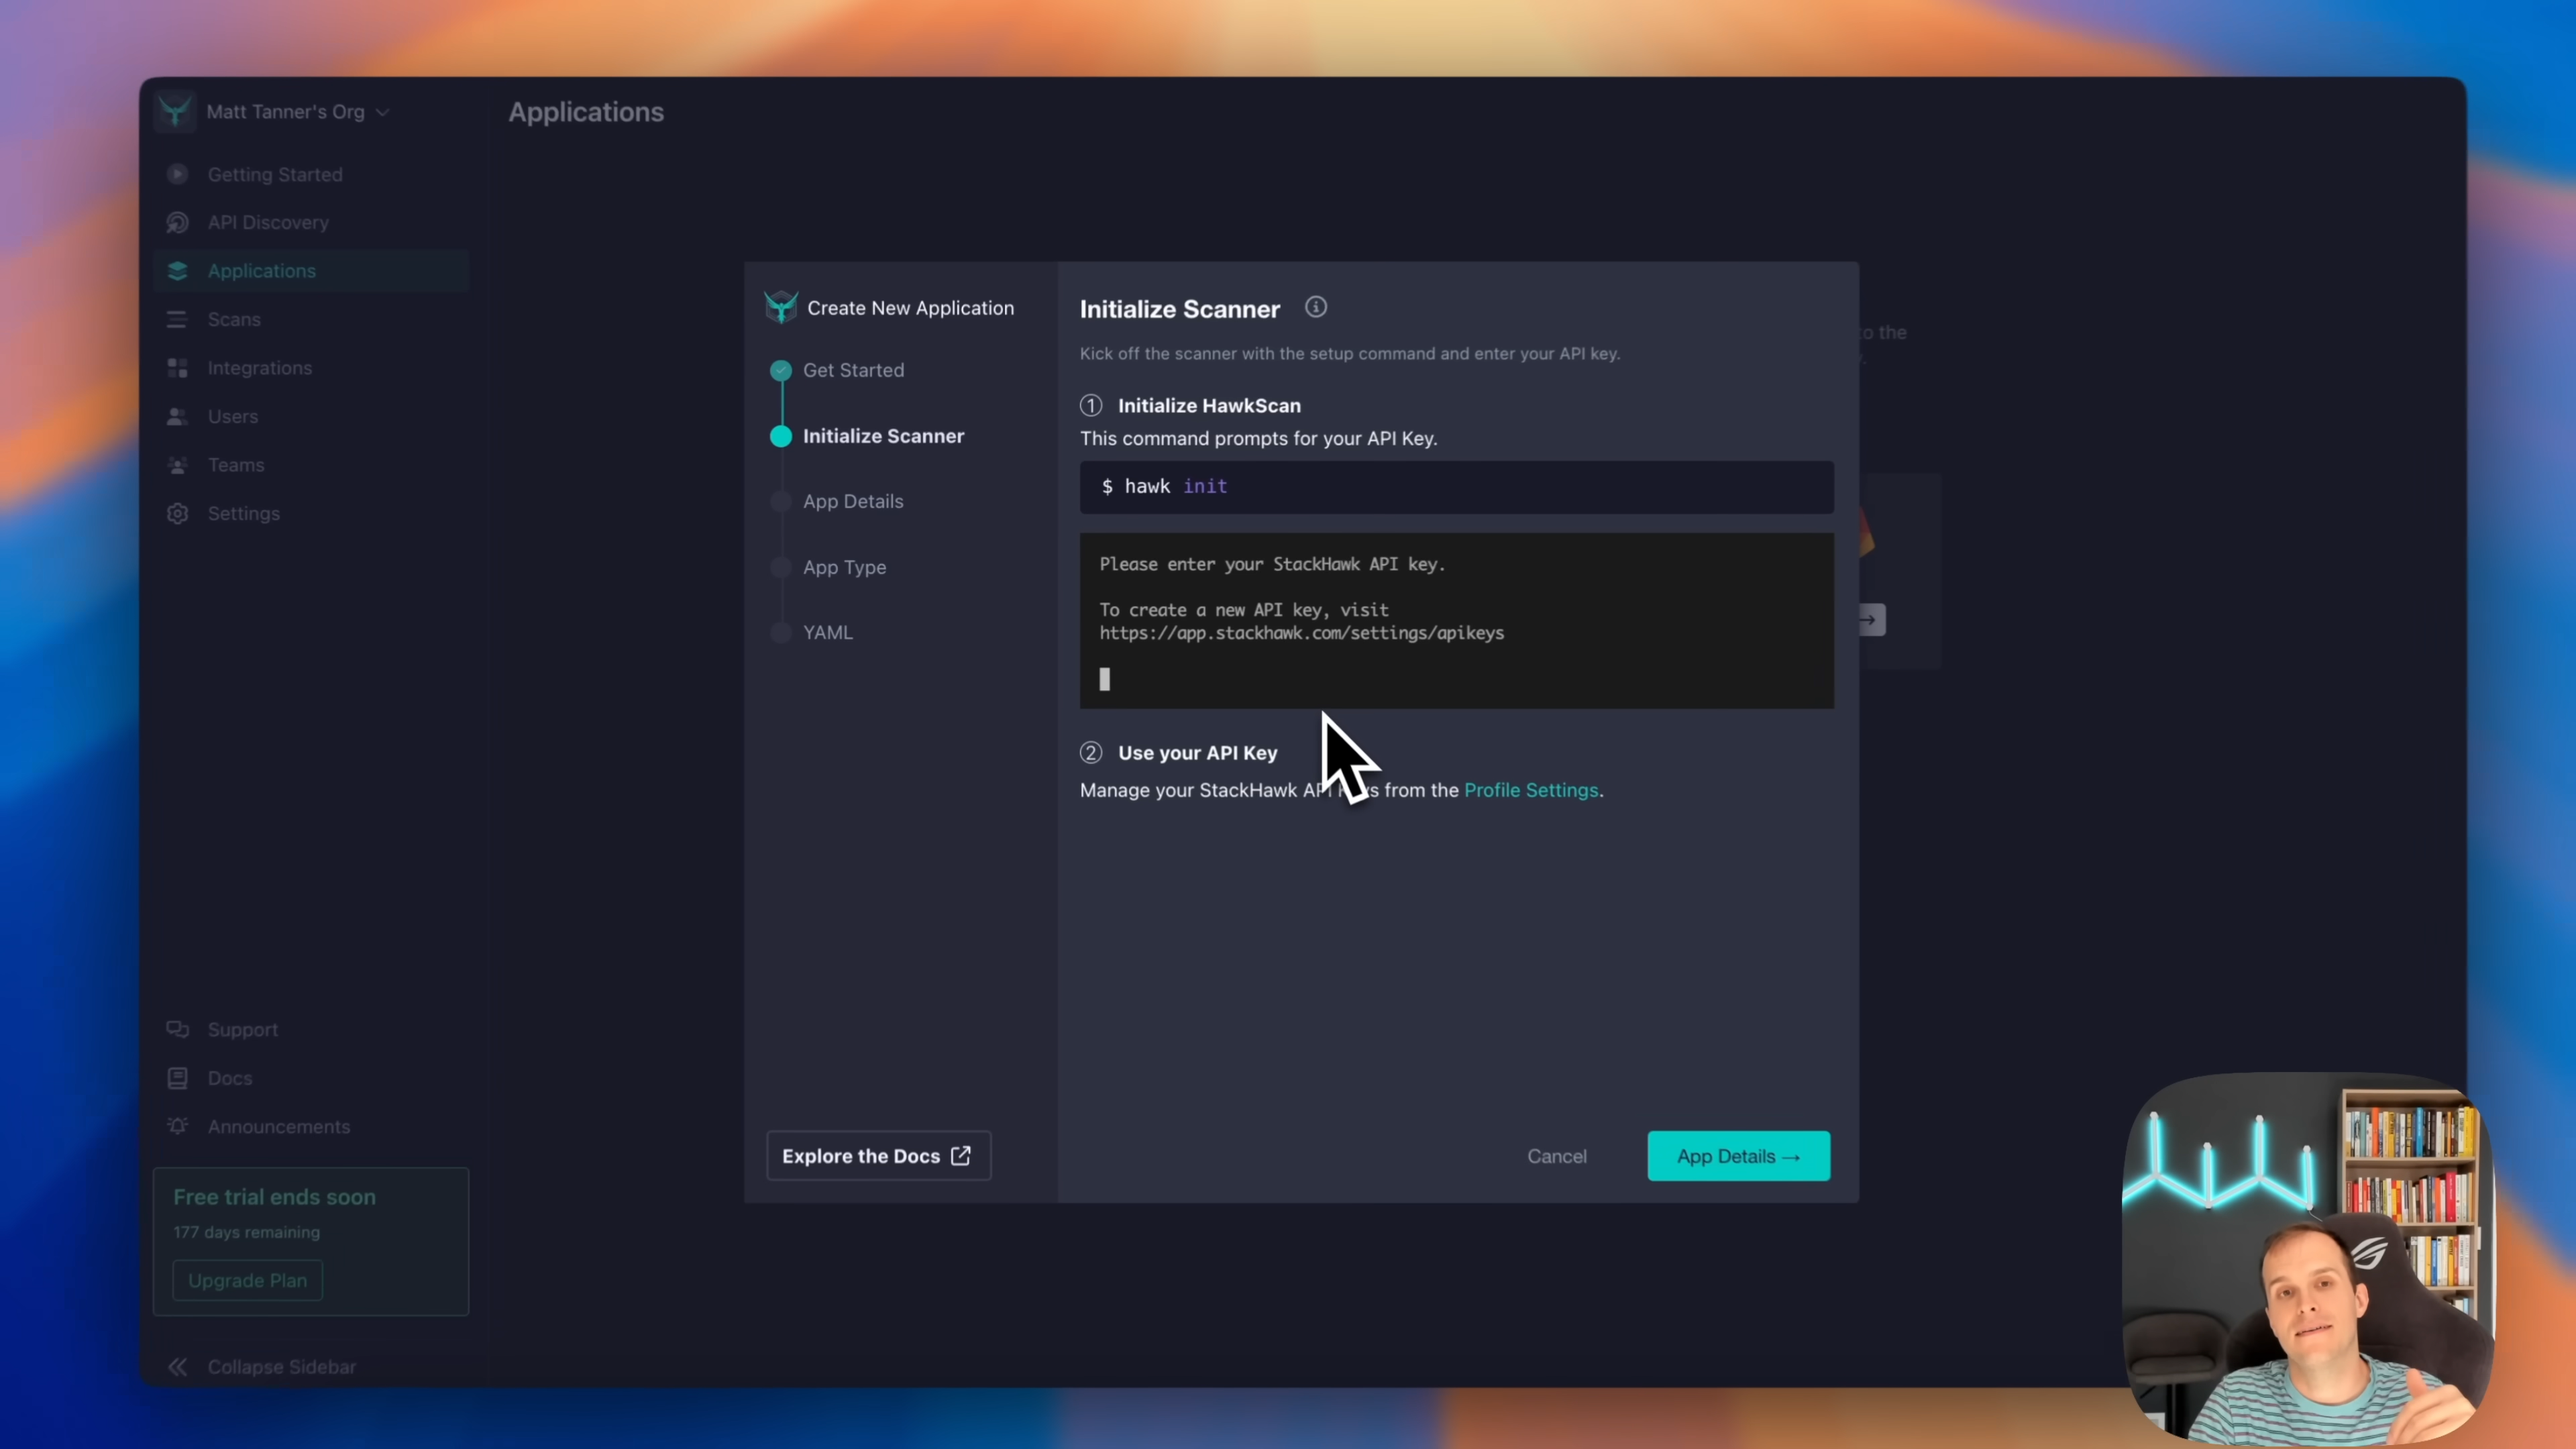 Matt Tanner's Org
Getting Started
API Discovery
Applications
Scans
Integrations
Users
Teams
Settings
Support
Docs
Announcements
Free trial ends soon
177 days remaining
Upgrade Plan
Collapse Sidebar
Applications
Create New Application
Get Started
Initialize Scanner
App Details
App Type
YAML
Explore the Docs
Initialize Scanner
Kick off the scanner with the setup command and enter your API key.
1 Initialize HawkScan
This command prompts for your API Key.
$ hawk init
Please enter your StackHawk API key.
To create a new API key, visit
https://app.stackhawk.com/settings/apikeys
2 Use your API Key
Manage your StackHawk from the Profile Settings.
Cancel
App Details →
to the